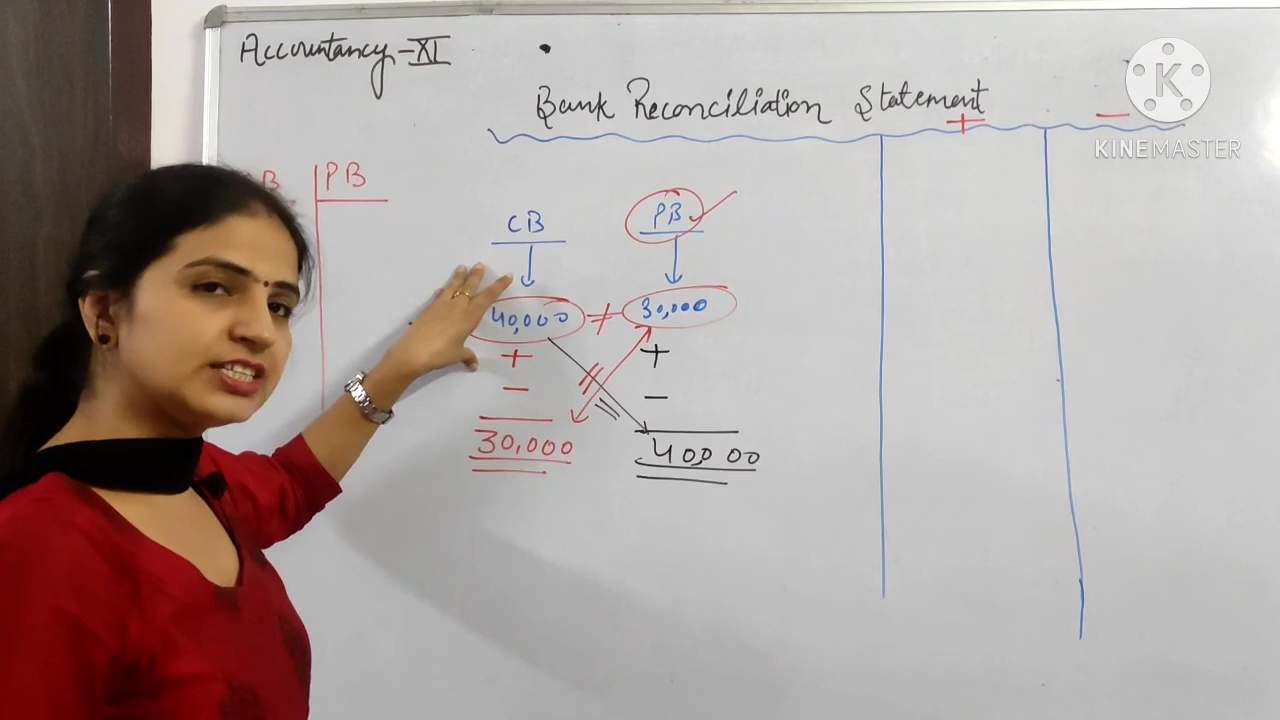 Accountancy-XI
Bank Reconciliation Statement
+ −
K
KINEMASTER
B PB
CB PB
40,000 ≠ 30,000
+ +
− −
30,000 40,000